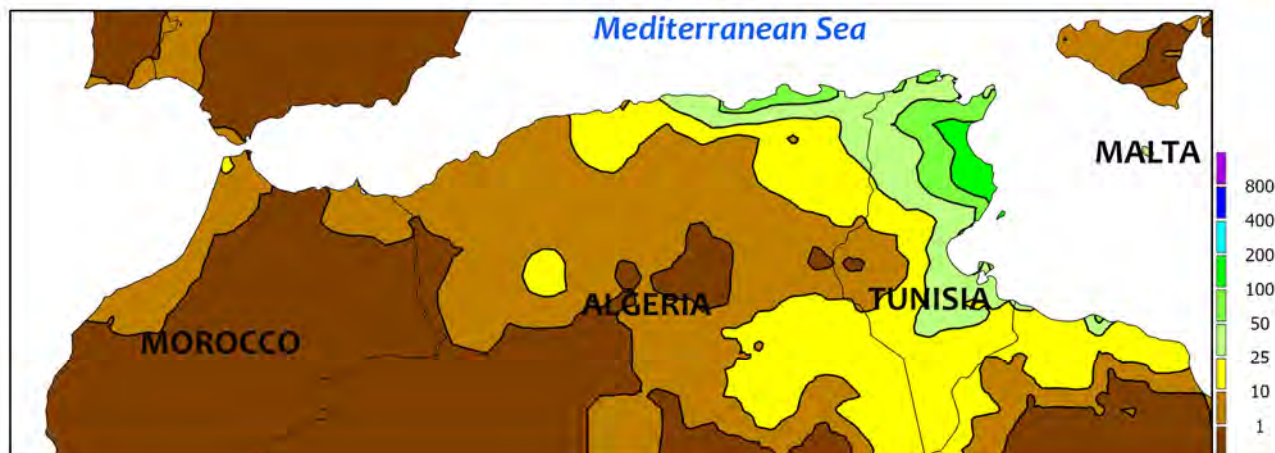 Mediterranean Sea
MALTA
ALGERIA
TUNISIA
MOROCCO
800
400
200
100
50
25
10
1